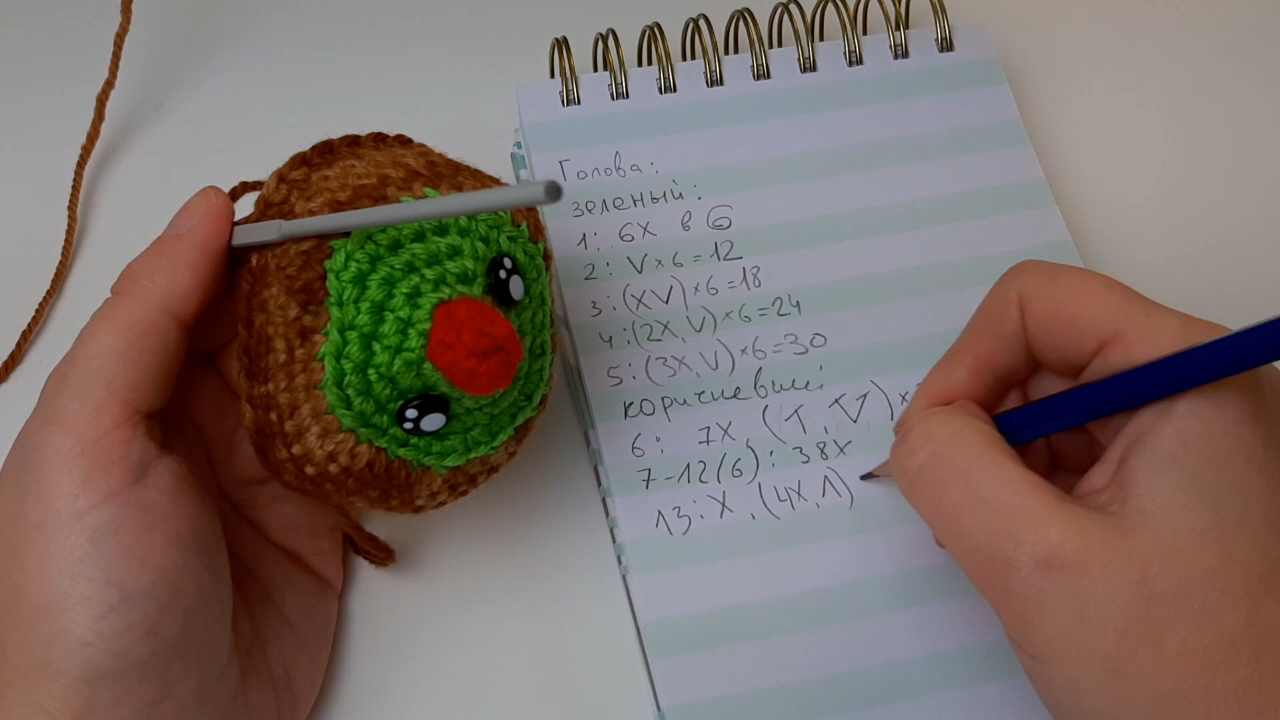 Голова:
зеленый:
1: 6X в 6
2: V×6=12
3:(XV)×6=18
4:(2X,V)×6=24
5:(3X,V)×6=30
коричневый:
6: 7X,(T,TV)×
7-12(6): 38X
13: X,(4X,Λ)